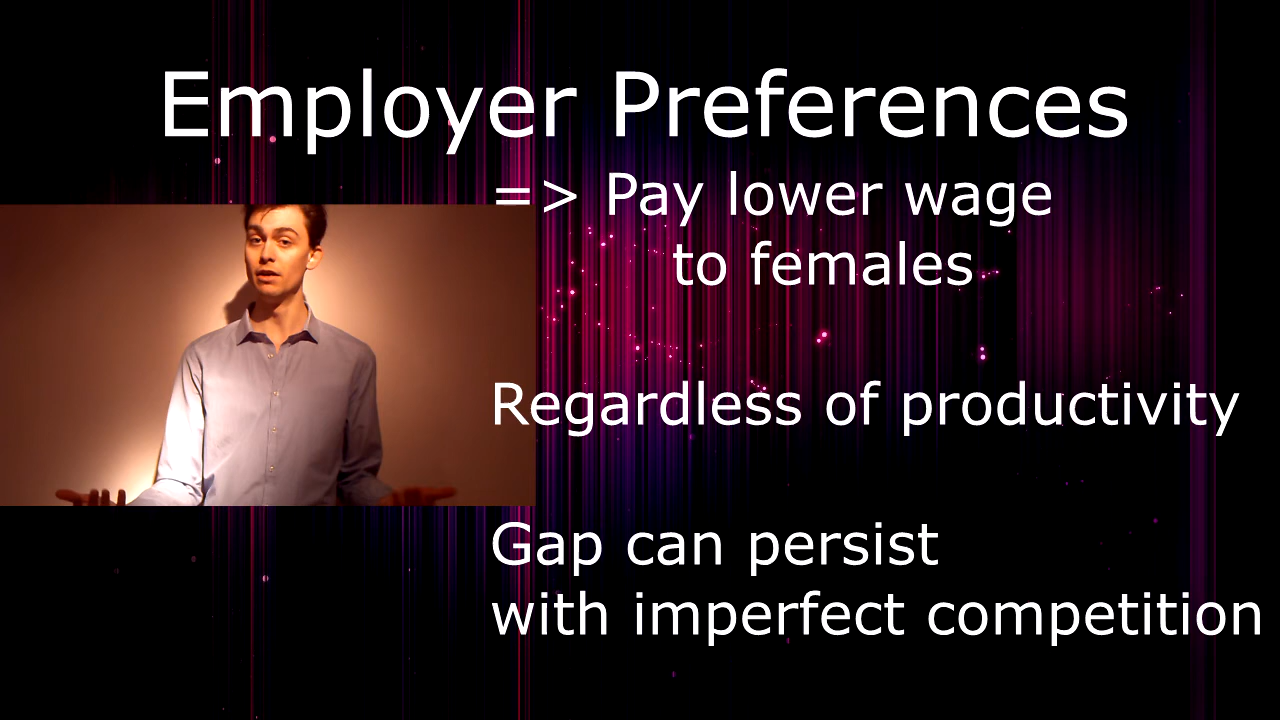 Employer Preferences
=> Pay lower wage
to females
Regardless of productivity
Gap can persist
with imperfect competition